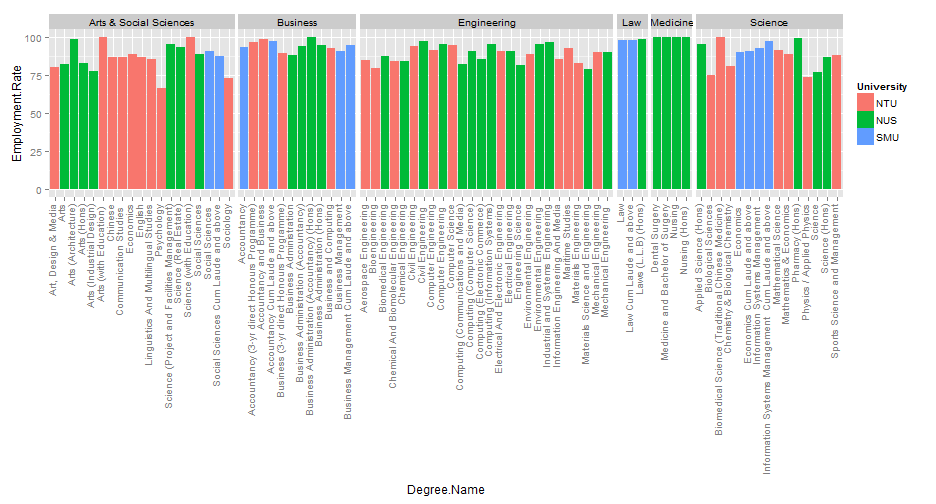 Arts & Social Sciences
Business
Engineering
Law
Medicine
Science
Employment.Rate
100
75
50
25
0
University
NTU
NUS
SMU
Art, Design & Media
Arts
Arts (Architecture)
Arts (Hons)
Arts (Industrial Design)
Arts (with Education)
Chinese
Communication Studies
Economics
English
Linguistics And Multilingual Studies
Psychology
Science (Project and Facilities Management)
Science (Real Estate)
Science (with Education)
Social Sciences
Social Sciences
Social Sciences Cum Laude and above
Sociology
Accountancy
Accountancy (3-yr direct Honours Programme)
Accountancy and Business
Accountancy Cum Laude and above
Business (3-yr direct Honours Programme)
Business Administration
Business Administration (Accountancy)
Business Administration (Accountancy) (Hons)
Business Administration (Hons)
Business and Computing
Business Management
Business Management Cum Laude and above
Aerospace Engineering
Bioengineering
Biomedical Engineering
Chemical And Biomolecular Engineering
Chemical Engineering
Civil Engineering
Civil Engineering
Computer Engineering
Computer Engineering
Computer Science
Computing (Communications and Media)
Computing (Computer Science)
Computing (Electronic Commerce)
Computing (Information Systems)
Electrical And Electronic Engineering
Electrical Engineering
Engineering Science
Environmental Engineering
Environmental Engineering
Industrial and Systems Engineering
Information Engineering And Media
Maritime Studies
Materials Engineering
Materials Science and Engineering
Mechanical Engineering
Mechanical Engineering
Law
Law Cum Laude and above
Law (L.L.B) (Hons)
Dental Surgery
Medicine and Bachelor of Surgery
Nursing
Nursing (Hons)
Applied Science (Hons)
Biological Sciences
Biomedical Science (Traditional Chinese Medicine)
Chemistry & Biological Chemistry
Economics
Economics Cum Laude and above
Information Systems Management
Information Systems Management Cum Laude and above
Mathematical Science
Mathematics & Economics
Pharmacy (Hons)
Physics / Applied Physics
Science
Science (Hons)
Sports Science and Management
Degree.Name